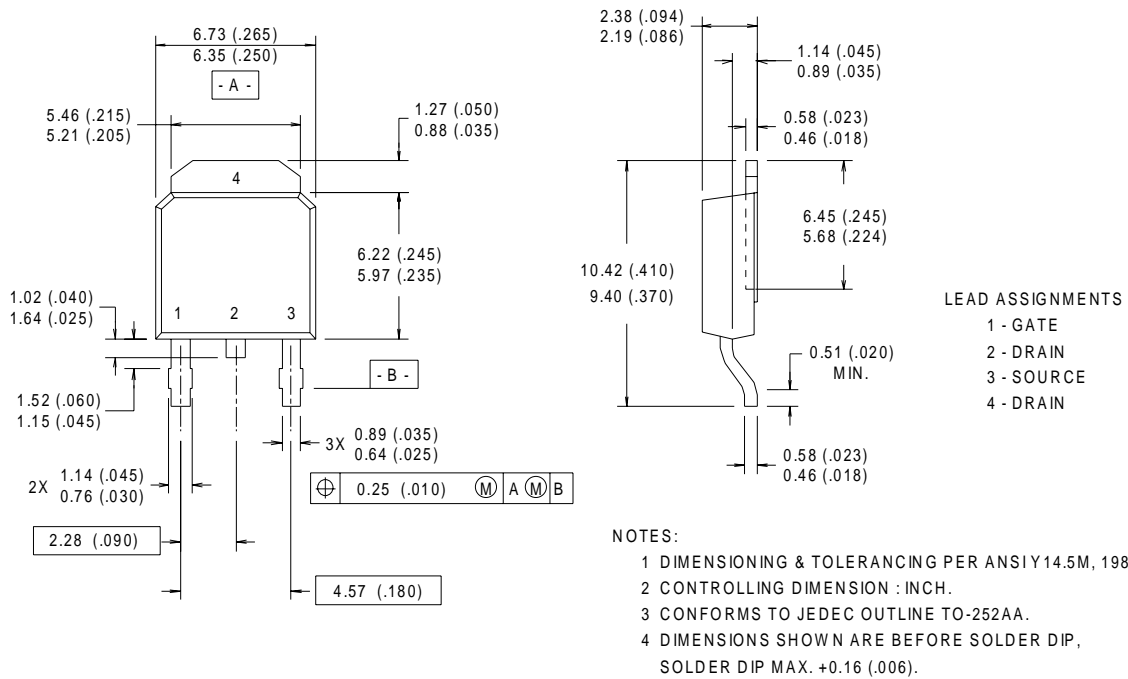 6.73 (.265)
6.35 (.250)
- A -
5.46 (.215)
5.21 (.205)
1.27 (.050)
0.88 (.035)
4
6.22 (.245)
5.97 (.235)
1.02 (.040)
1.64 (.025)
1 2 3
- B -
1.52 (.060)
1.15 (.045)
3X 0.89 (.035)
0.64 (.025)
2X 1.14 (.045)
0.76 (.030)
0.25 (.010) M A M B
2.28 (.090)
4.57 (.180)
2.38 (.094)
2.19 (.086)
1.14 (.045)
0.89 (.035)
0.58 (.023)
0.46 (.018)
6.45 (.245)
5.68 (.224)
10.42 (.410)
9.40 (.370)
0.51 (.020)
MIN.
0.58 (.023)
0.46 (.018)
LEAD ASSIGNMENTS
1 - GATE
2 - DRAIN
3 - SOURCE
4 - DRAIN
NOTES:
1 DIMENSIONING & TOLERANCING PER ANSI Y14.5M, 198
2 CONTROLLING DIMENSION : INCH.
3 CONFORMS TO JEDEC OUTLINE TO-252AA.
4 DIMENSIONS SHOWN ARE BEFORE SOLDER DIP,
SOLDER DIP MAX. +0.16 (.006).